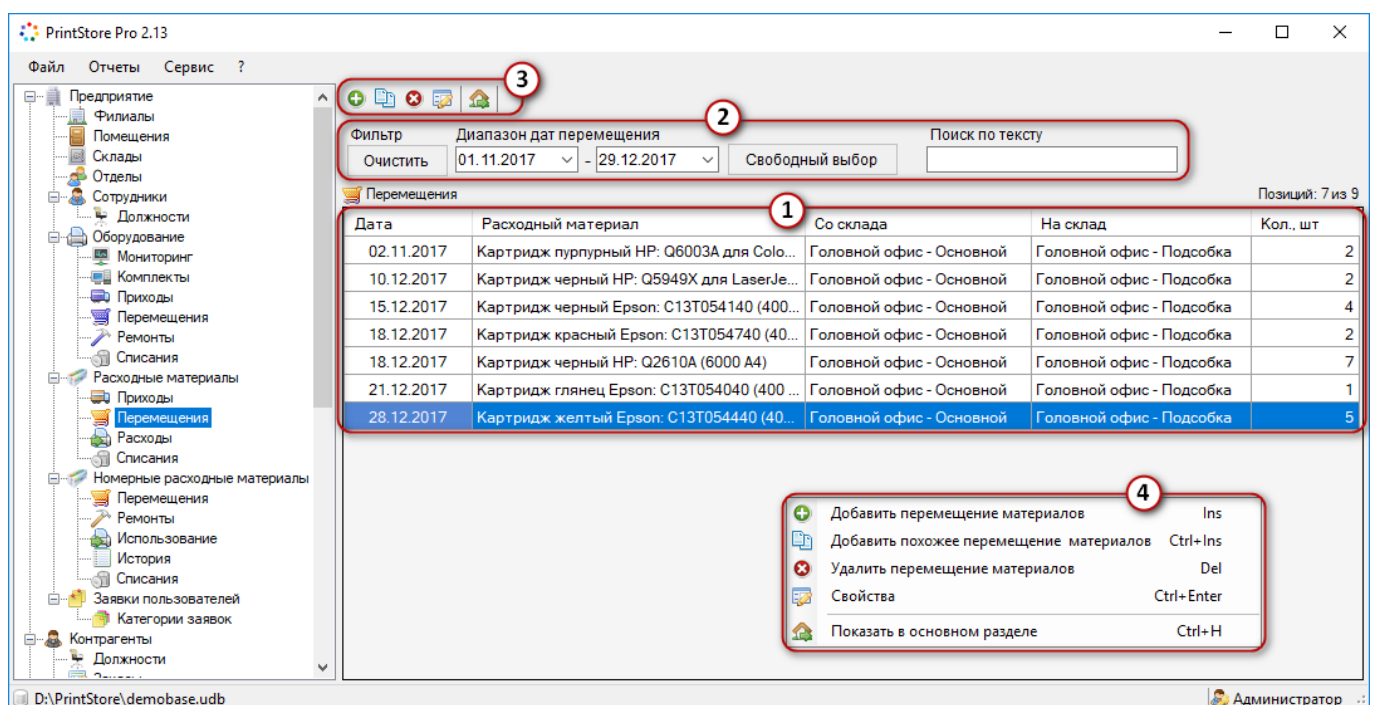 PrintStore Pro 2.13
Файл Отчеты Сервис ?
Предприятие
Филиалы
Помещения
Склады
Отделы
Сотрудники
Должности
Оборудование
Мониторинг
Комплекты
Приходы
Перемещения
Ремонты
Списания
Расходные материалы
Приходы
Перемещения
Расходы
Списания
Номерные расходные материалы
Перемещения
Ремонты
Использование
История
Списания
Заявки пользователей
Категории заявок
Контрагенты
Должности
3
2
Фильтр Диапазон дат перемещения Поиск по тексту
Очистить 01.11.2017 - 29.12.2017 Свободный выбор
Перемещения Позиций: 7 из 9
1
Дата Расходный материал Со склада На склад Кол., шт
02.11.2017 Картридж пурпурный HP: Q6003A для Colo... Головной офис - Основной Головной офис - Подсобка 2
10.12.2017 Картридж черный HP: Q5949X для LaserJe... Головной офис - Основной Головной офис - Подсобка 2
15.12.2017 Картридж черный Epson: C13T054140 (400... Головной офис - Основной Головной офис - Подсобка 4
18.12.2017 Картридж красный Epson: C13T054740 (40... Головной офис - Основной Головной офис - Подсобка 2
18.12.2017 Картридж черный HP: Q2610A (6000 A4) Головной офис - Основной Головной офис - Подсобка 7
21.12.2017 Картридж глянец Epson: C13T054040 (400 ... Головной офис - Основной Головной офис - Подсобка 1
28.12.2017 Картридж желтый Epson: C13T054440 (40... Головной офис - Основной Головной офис - Подсобка 5
4
Добавить перемещение материалов Ins
Добавить похожее перемещение материалов Ctrl+Ins
Удалить перемещение материалов Del
Свойства Ctrl+Enter
Показать в основном разделе Ctrl+H
D:\PrintStore\demobase.udb Администратор